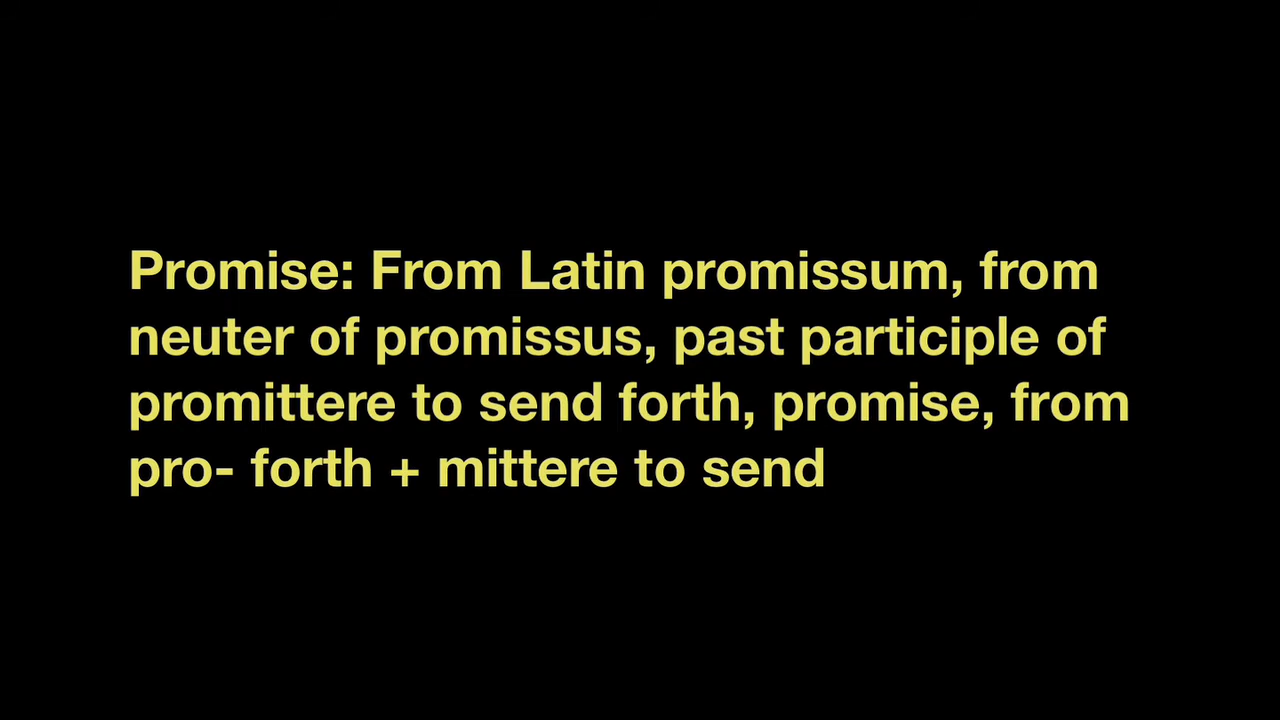 Promise: From Latin promissum, from
neuter of promissus, past participle of
promittere to send forth, promise, from
pro- forth + mittere to send